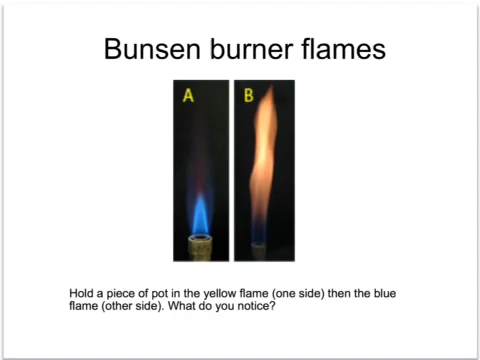 Bunsen burner flames
A
B
Hold a piece of pot in the yellow flame (one side) then the blue
flame (other side). What do you notice?